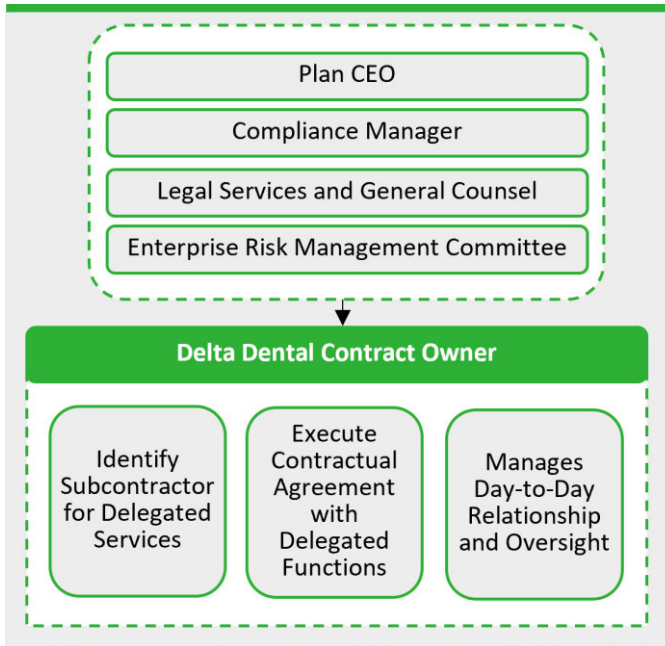 Plan CEO
Compliance Manager
Legal Services and General Counsel
Enterprise Risk Management Committee
Delta Dental Contract Owner
Identify
Subcontractor
for Delegated
Services
Execute
Contractual
Agreement
with
Delegated
Functions
Manages
Day-to-Day
Relationship
and Oversight